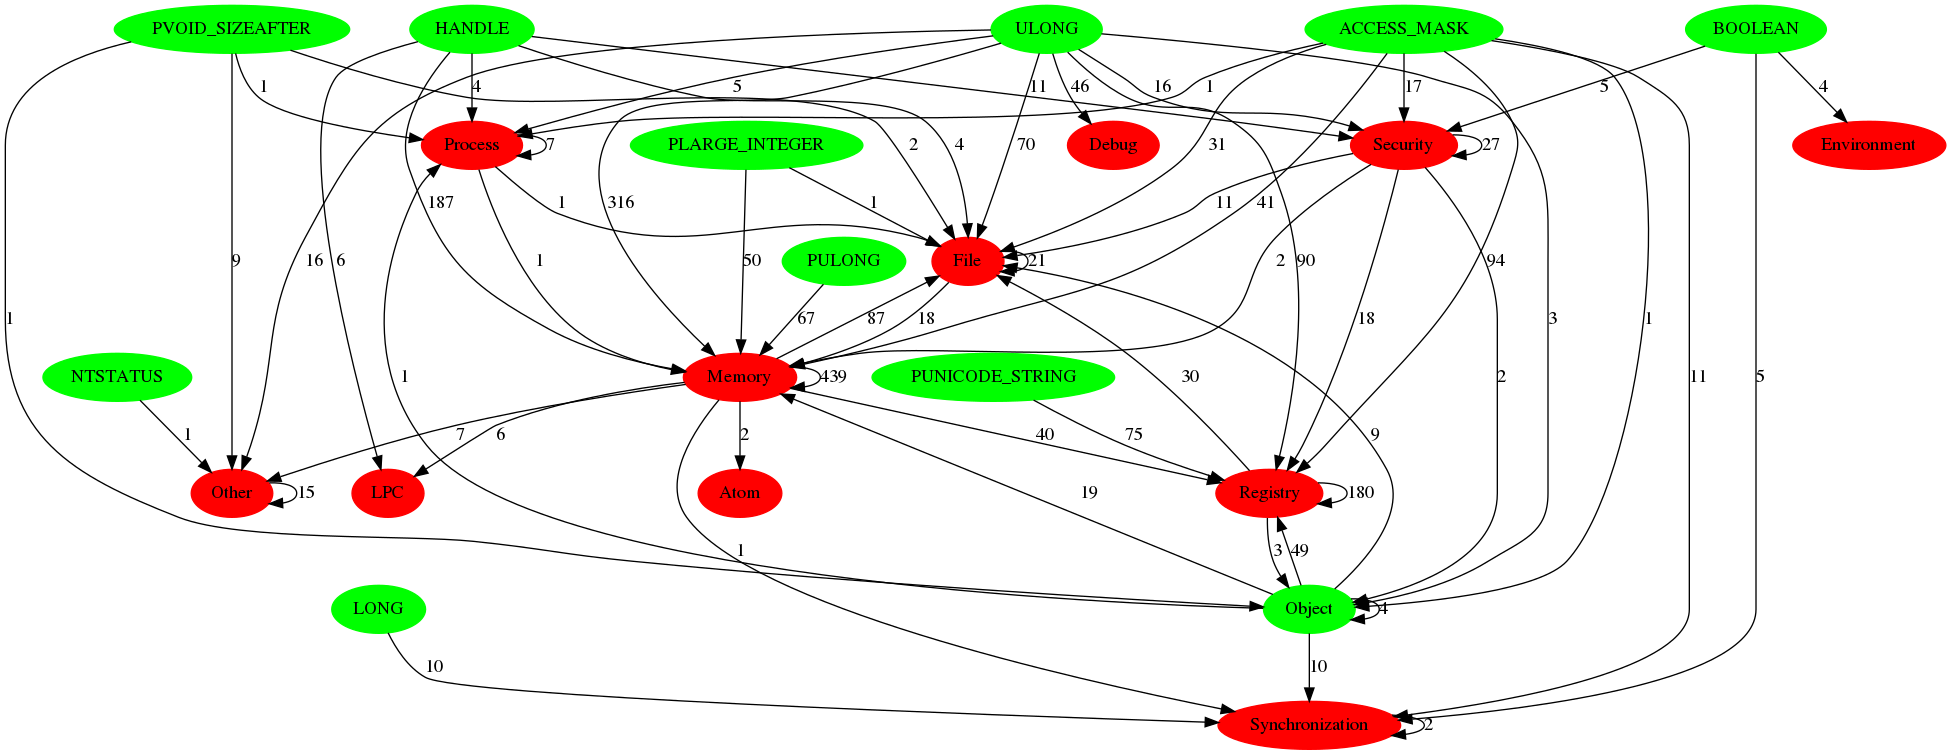 PVOID_SIZEAFTER HANDLE ULONG ACCESS_MASK BOOLEAN
1 4 5 11 46 16 1 17 5 4
Process 7 PLARGE_INTEGER 2 4 70 Debug 31 Security 27 Environment
187 1 316 1 11 41
9 16 6 1 50 PULONG File 21 2 90 94
1 67 87 18 18 3 1
NTSTATUS 1 Memory 439 PUNICODE_STRING 30 2 11 5
1 7 6 2 40 75 9
Other 15 LPC Atom 19 Registry 180
1 3 49
LONG Object 4
10 10
Synchronization 2